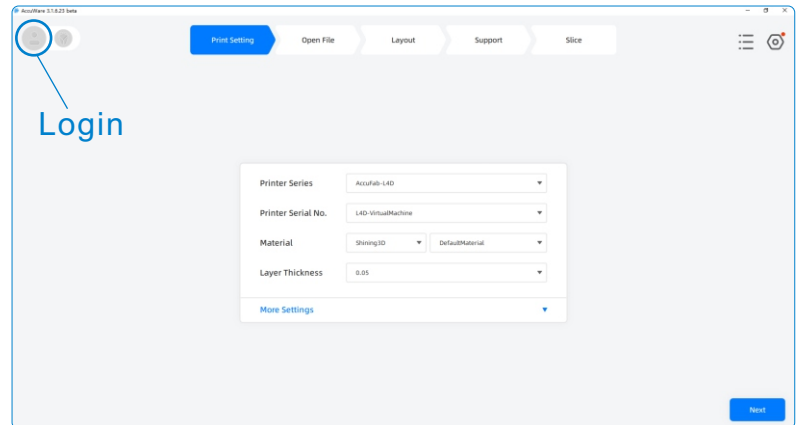 AccuWare 3.1.6.23 beta
Print Setting Open File Layout Support Slice
Login
Printer Series AccuFab-L4D
Printer Serial No. L4D-VirtualMachine
Material Shining3D DefaultMaterial
Layer Thickness 0.05
More Settings
Next